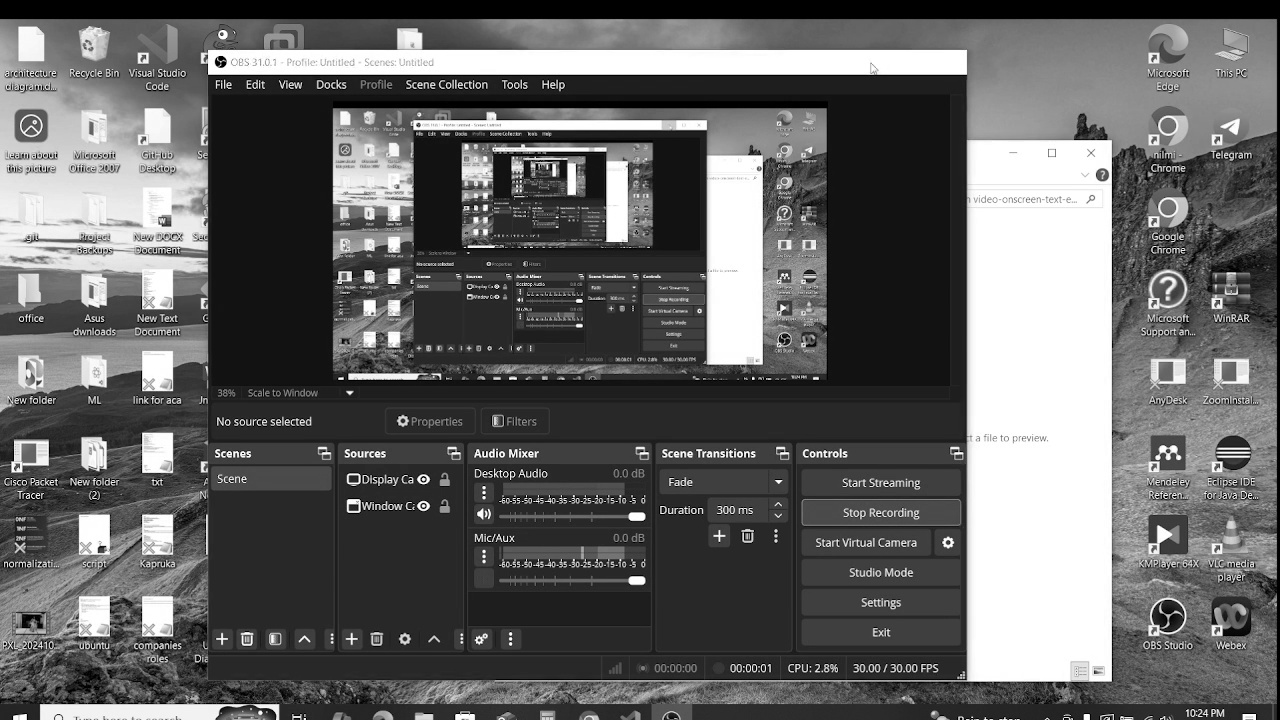 architecture
diagram.d...
Recycle Bin
Visual Studio
Code
Microsoft
Edge
This PC
OBS 31.0.1 - Profile: Untitled - Scenes: Untitled
File Edit View Docks Profile Scene Collection Tools Help
Learn about
this picture
Microsoft
Office 2007
GitHub
Desktop
nilmi -
Chrome
Telegram
video-onscreen-text-e...
git
Project
Backups
New DOCX
Document
Google
Chrome
office
Asus
dwnloads
New Text
Document
Microsoft
Support an...
WinRAR
New folder
ML
link for aca
AnyDesk
ZoomInstal...
38% Scale to Window
No source selected
Properties
Filters
ct a file to preview.
Scenes
Scene
Sources
Display Ca
Window C
Audio Mixer
Desktop Audio 0.0 dB
-60 -55 -50 -45 -40 -35 -30 -25 -20 -15 -10 -5 0
Mic/Aux 0.0 dB
-60 -55 -50 -45 -40 -35 -30 -25 -20 -15 -10 -5 0
Scene Transitions
Fade
Duration 300 ms
Controls
Start Streaming
Stop Recording
Start Virtual Camera
Studio Mode
Settings
Exit
Cisco Packet
Tracer
New folder
(2)
txt
Mendeley
Referen...
Eclipse IDE
for Java De...
normalizati...
script
Kapruka
KMPlayer 64X
VLC media
player
PXL_202410...
ubuntu
companies
roles
OBS Studio
Webex
00:00:00 00:00:01 CPU: 2.8% 30.00 / 30.00 FPS
Type here to search
10:24 PM